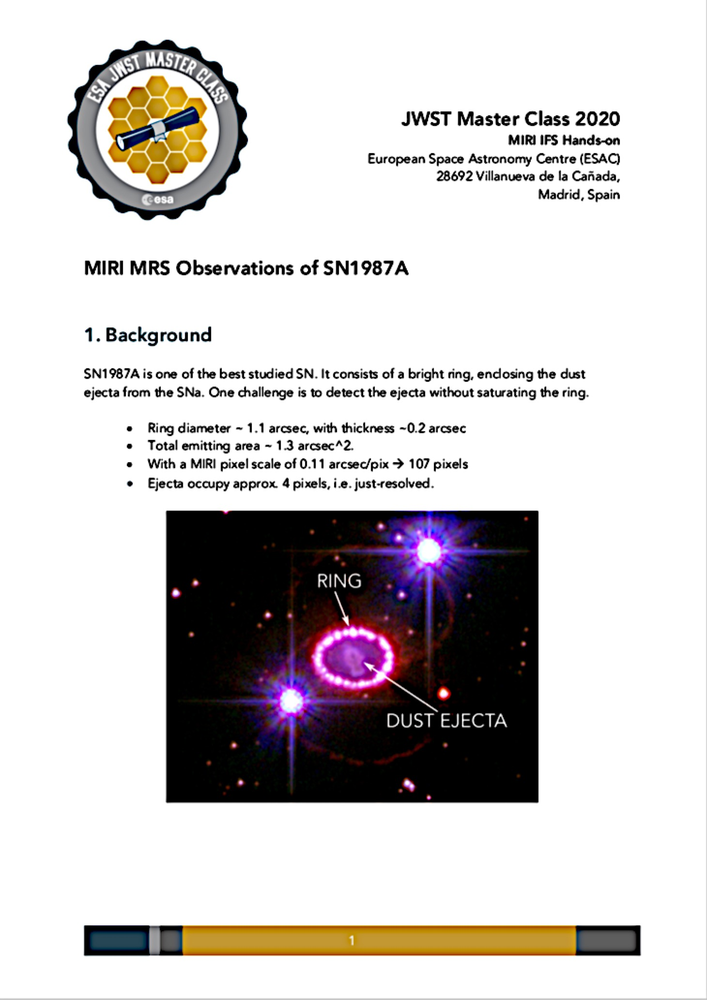 ESA JWST MASTER CLASS
esa
JWST Master Class 2020
MIRI IFS Hands-on
European Space Astronomy Centre (ESAC)
28692 Villanueva de la Cañada,
Madrid, Spain
MIRI MRS Observations of SN1987A
1. Background
SN1987A is one of the best studied SN. It consists of a bright ring, enclosing the dust
ejecta from the SNa. One challenge is to detect the ejecta without saturating the ring.
• Ring diameter ~ 1.1 arcsec, with thickness ~0.2 arcsec
• Total emitting area ~ 1.3 arcsec^2.
• With a MIRI pixel scale of 0.11 arcsec/pix → 107 pixels
• Ejecta occupy approx. 4 pixels, i.e. just-resolved.
RING
DUST EJECTA
1